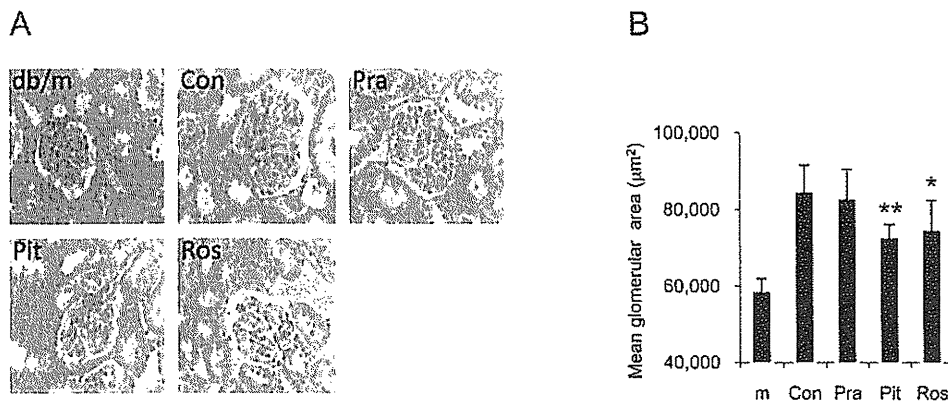 A
db/m
Con
Pra
Pit
Ros
B
Mean glomerular area (μm²)
100,000
80,000
60,000
40,000
**
*
m Con Pra Pit Ros